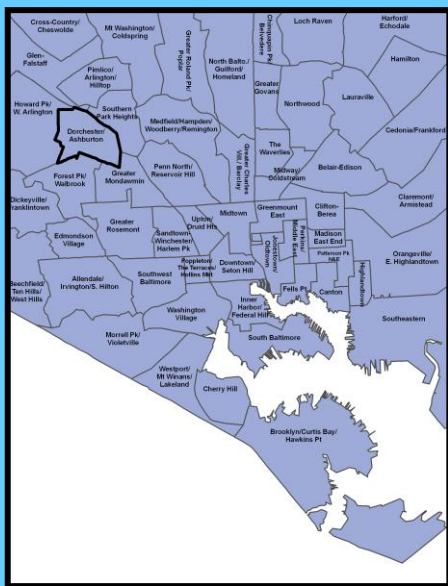 Cross-Country/
Cheswolde
Mt Washington/
Coldspring
Greater Roland Pk/
Poplar
Chinquapin Pk/
Belvedere
Loch Raven
Harford/
Echodale
Glen-
Falstaff
Pimlico/
Arlington/
Hilltop
North Balto./
Guilford/
Homeland
Hamilton
Greater
Govans
Howard Pk/
W. Arlington
Southern
Park Heights
Northwood
Lauraville
Dorchester/
Ashburton
Medfield/Hampden/
Woodberry/Remington
Cedonia/Frankford
The
Waverlies
Greater Charles
Vill./ Barclay
Forest Pk/
Walbrook
Greater
Mondawmin
Penn North/
Reservoir Hill
Midway/
Coldstream
Belair-Edison
Dickeyville/
Franklintown
Claremont/
Armistead
Greater
Rosemont
Upton/
Druid Hts
Midtown
Greenmount
East
Clifton-
Berea
Edmondson
Village
Sandtown-
Winchester/
Harlem Pk
Jonestown/
Oldtown
Perkins/
Middle East
Madison
East End
Orangeville/
E. Highlandtown
Patterson Pk
N&E
Poppleton/
The Terraces/
Hollins Mkt
Downtown/
Seton Hill
Highlandtown
Beechfield/
Ten Hills/
West Hills
Allendale/
Irvington/S. Hilton
Southwest
Baltimore
Fells Pt
Canton
Inner
Harbor/
Federal Hill
Washington
Village
Southeastern
Morrell Pk/
Violetville
South Baltimore
Westport/
Mt Winans/
Lakeland
Cherry Hill
Brooklyn/Curtis Bay/
Hawkins Pt